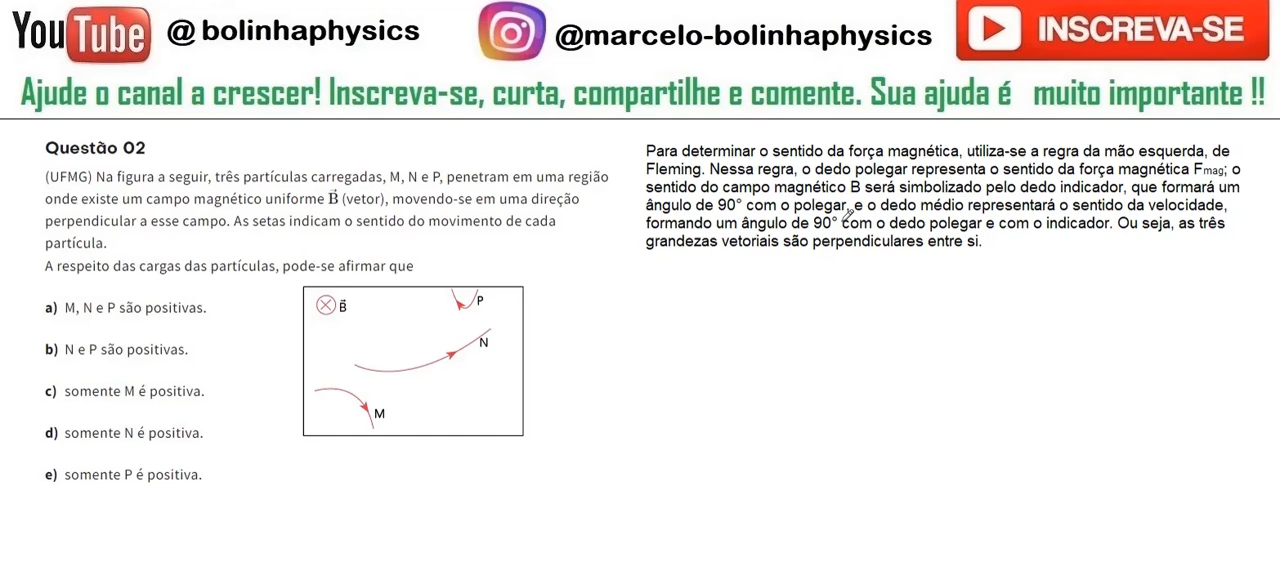 YouTube @bolinhaphysics @marcelo-bolinhaphysics INSCREVA-SE
Ajude o canal a crescer! Inscreva-se, curta, compartilhe e comente. Sua ajuda é muito importante !!
Questão 02
(UFMG) Na figura a seguir, três partículas carregadas, M, N e P, penetram em uma região
onde existe um campo magnético uniforme B⃗ (vetor), movendo-se em uma direção
perpendicular a esse campo. As setas indicam o sentido do movimento de cada
partícula.
A respeito das cargas das partículas, pode-se afirmar que
a) M, N e P são positivas.
b) N e P são positivas.
c) somente M é positiva.
d) somente N é positiva.
e) somente P é positiva.
B⃗
P
N
M
Para determinar o sentido da força magnética, utiliza-se a regra da mão esquerda, de
Fleming. Nessa regra, o dedo polegar representa o sentido da força magnética Fmag; o
sentido do campo magnético B será simbolizado pelo dedo indicador, que formará um
ângulo de 90° com o polegar, e o dedo médio representará o sentido da velocidade,
formando um ângulo de 90° com o dedo polegar e com o indicador. Ou seja, as três
grandezas vetoriais são perpendiculares entre si.